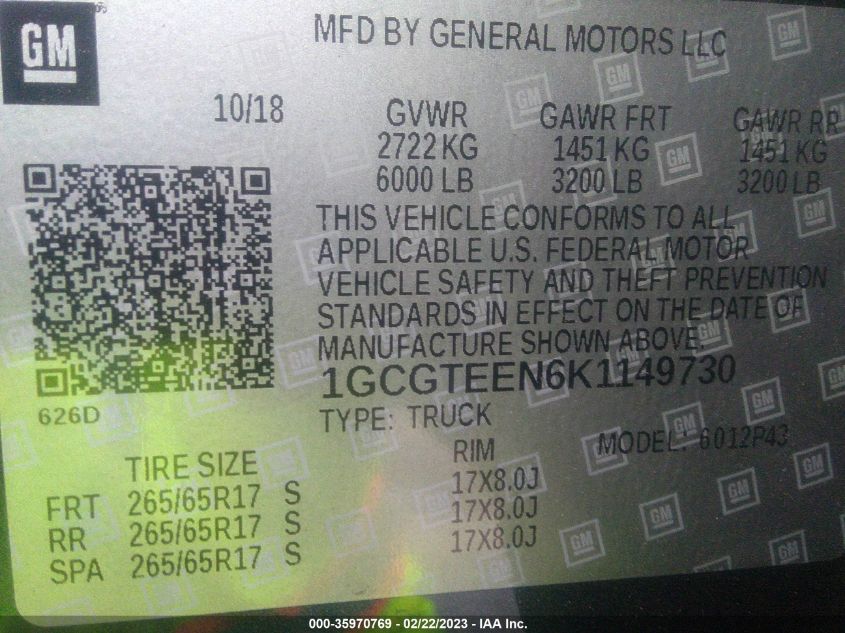 GM
MFD BY GENERAL MOTORS LLC
10/18 GVWR GAWR FRT GAWR RR
2722 KG 1451 KG 1451 KG
6000 LB 3200 LB 3200 LB
THIS VEHICLE CONFORMS TO ALL
APPLICABLE U.S. FEDERAL MOTOR
VEHICLE SAFETY AND THEFT PREVENTION
STANDARDS IN EFFECT ON THE DATE OF
MANUFACTURE SHOWN ABOVE.
1GCGTEEN6K1149730
626D
TYPE: TRUCK
MODEL: 6012P43
TIRE SIZE RIM
FRT 265/65R17 S 17X8.0J
RR 265/65R17 S 17X8.0J
SPA 265/65R17 S 17X8.0J
000-35970769 - 02/22/2023 - IAA Inc.